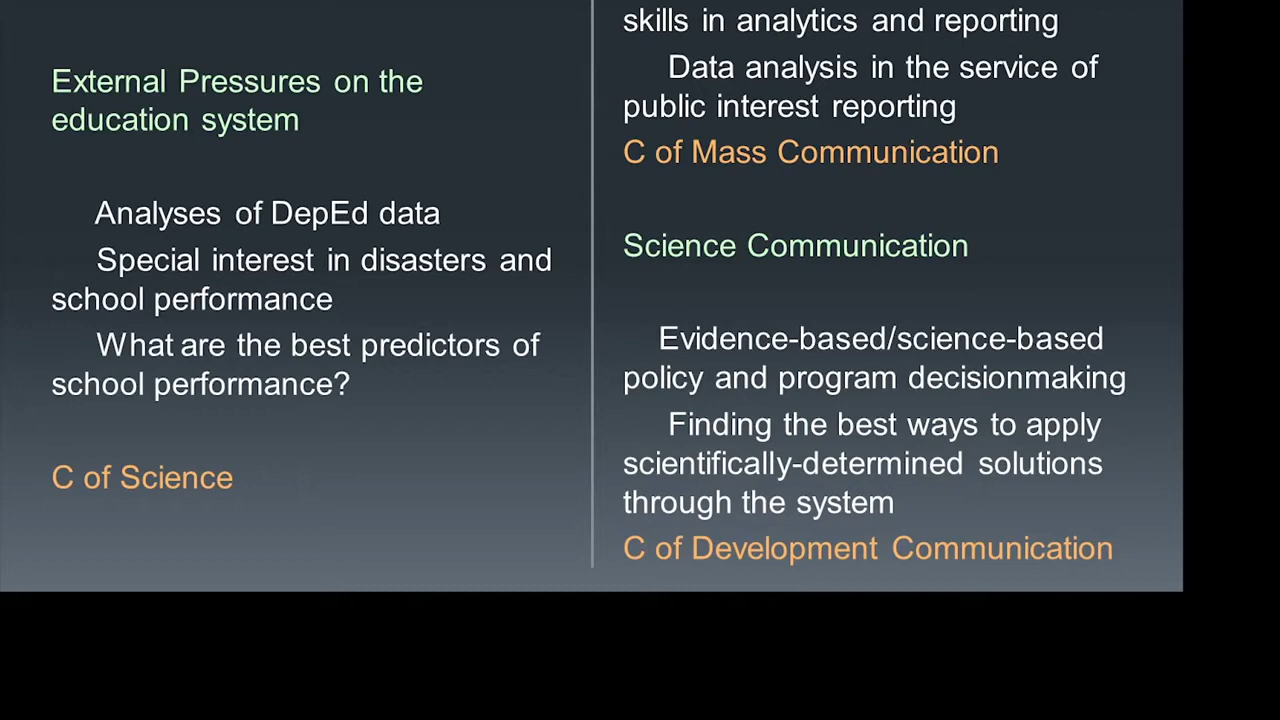 External Pressures on the
education system
Analyses of DepEd data
Special interest in disasters and
school performance
What are the best predictors of
school performance?
C of Science
skills in analytics and reporting
Data analysis in the service of
public interest reporting
C of Mass Communication
Science Communication
Evidence-based/science-based
policy and program decisionmaking
Finding the best ways to apply
scientifically-determined solutions
through the system
C of Development Communication